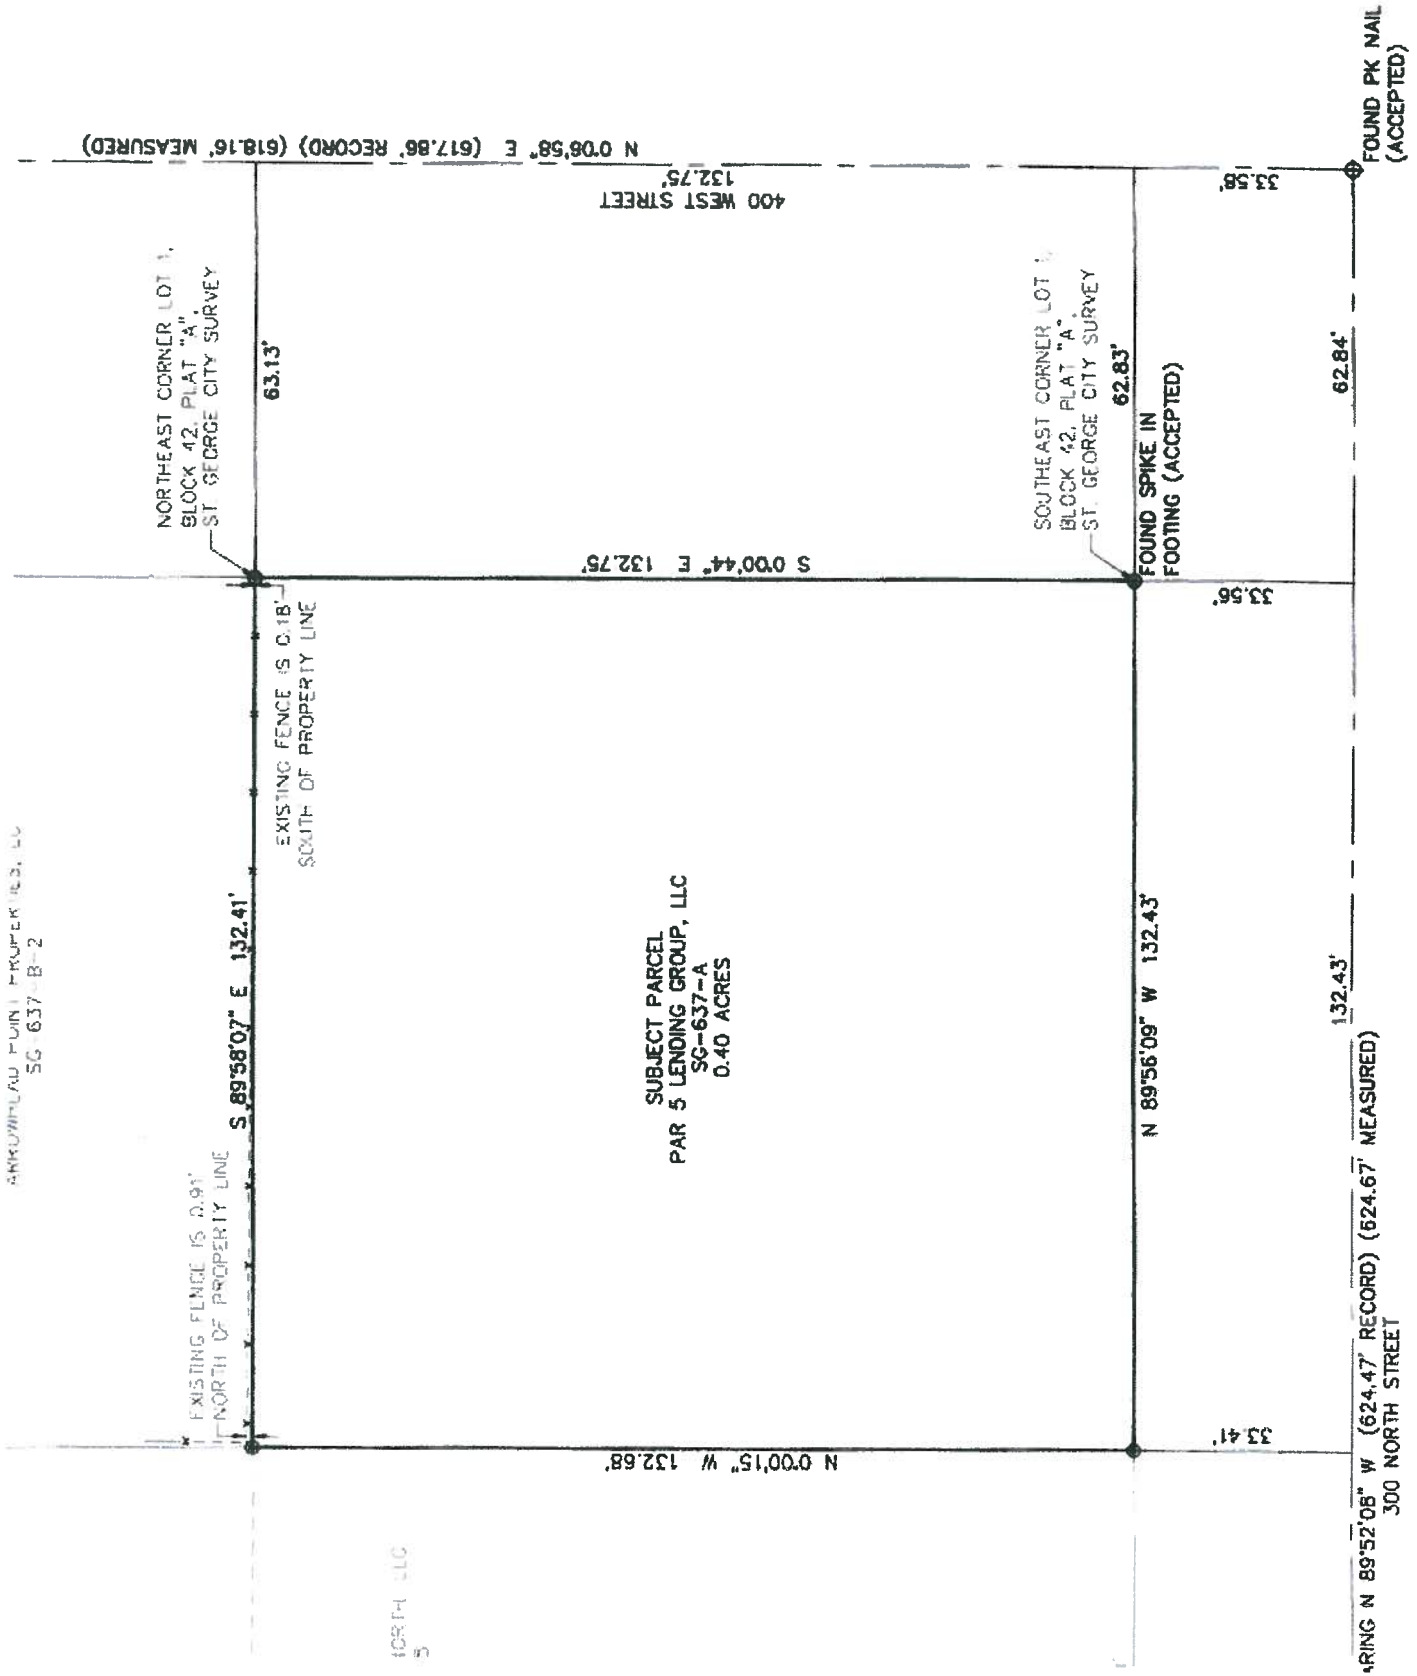 SG-637-B-2
EXISTING FENCE IS 0.91'
NORTH OF PROPERTY LINE
S 89°58'07" E 132.41'
EXISTING FENCE IS 0.18'
SOUTH OF PROPERTY LINE
NORTHEAST CORNER LOT 1,
BLOCK 42, PLAT "A",
ST. GEORGE CITY SURVEY
63.13'
N 0°06'58" E (617.86' RECORD) (618.16' MEASURED)
132.75'
400 WEST STREET
S 0°00'44" E 132.75'
SUBJECT PARCEL
PAR 5 LENDING GROUP, LLC
SG-637-A
0.40 ACRES
N 0°00'15" W 132.68'
LLC
SOUTHEAST CORNER LOT
BLOCK 42, PLAT "A",
ST. GEORGE CITY SURVEY
62.83'
FOUND SPIKE IN
FOOTING (ACCEPTED)
N 89°56'09" W 132.43'
33.41'
33.56'
33.58'
132.43'
62.84'
FOUND PK NAIL
(ACCEPTED)
ARING N 89°52'08" W (624.47' RECORD) (624.67' MEASURED)
300 NORTH STREET